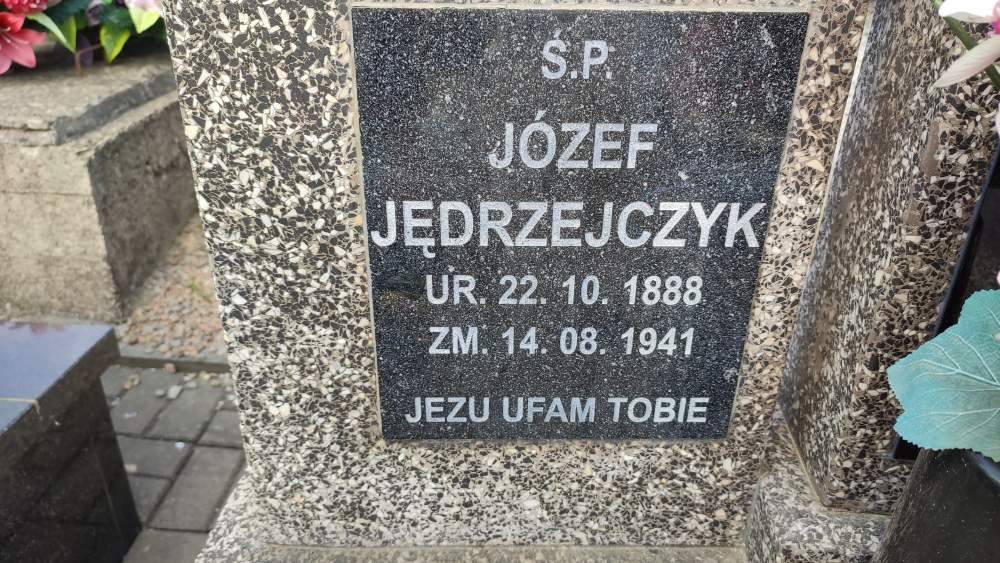 Ś.P.
JÓZEF
JĘDRZEJCZYK
UR. 22. 10. 1888
ZM. 14. 08. 1941
JEZU UFAM TOBIE